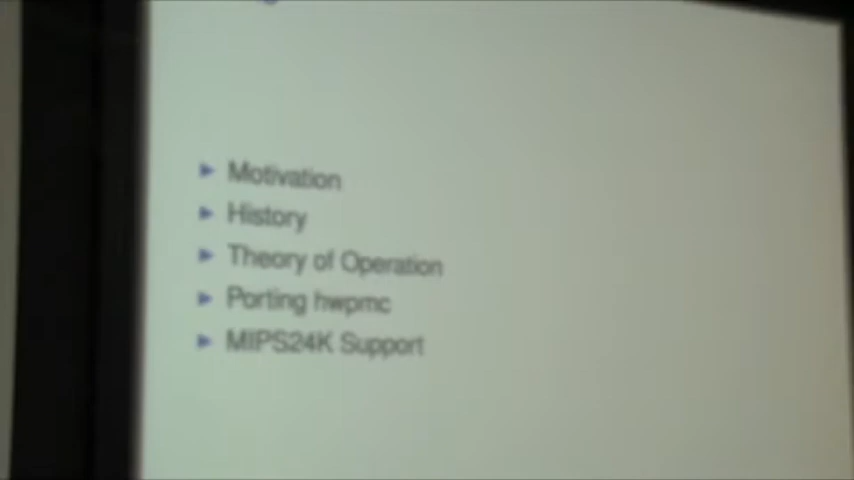 Motivation
History
Theory of Operation
Porting hwpmc
MIPS24K Support